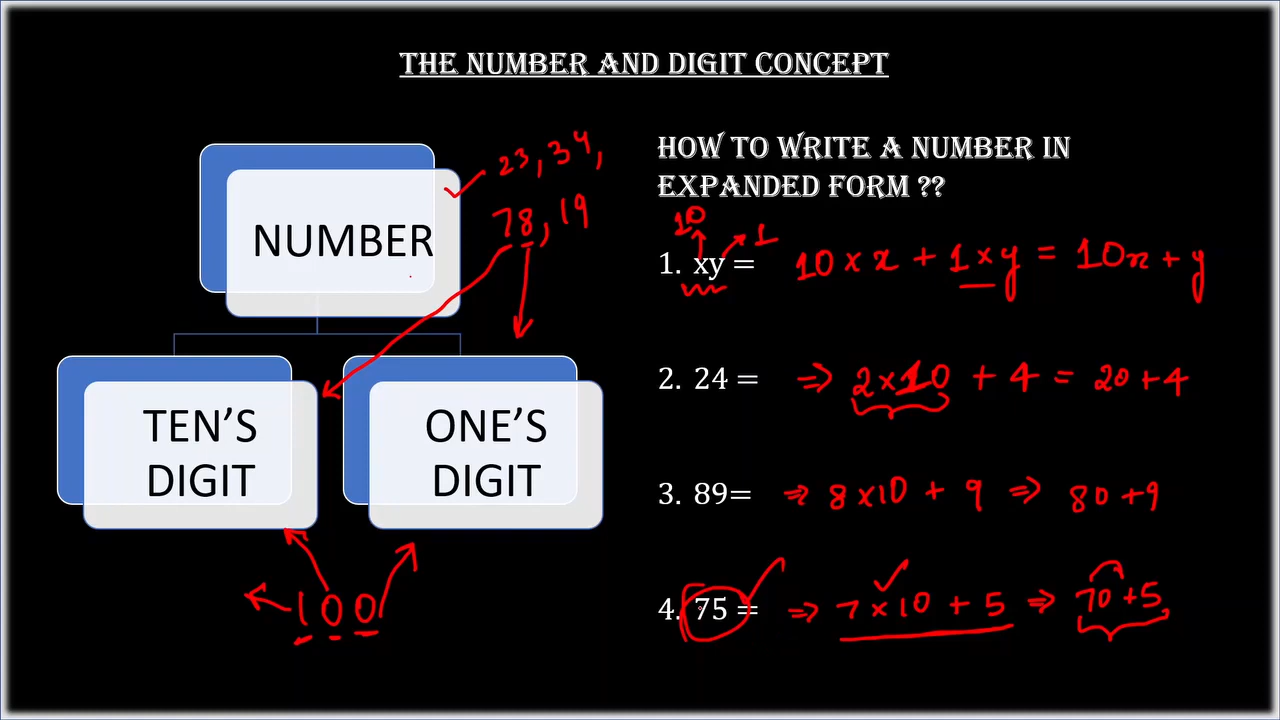 THE NUMBER AND DIGIT CONCEPT
NUMBER
23, 34,
78, 19
TEN'S
DIGIT
ONE'S
DIGIT
100
HOW TO WRITE A NUMBER IN
EXPANDED FORM ??
10
1
1. xy = 10 × x + 1 × y = 10x + y
2. 24 = ⇒ 2×10 + 4 = 20 + 4
3. 89= ⇒ 8×10 + 9 ⇒ 80 + 9
4. 75 = ⇒ 7 × 10 + 5 ⇒ 70 + 5